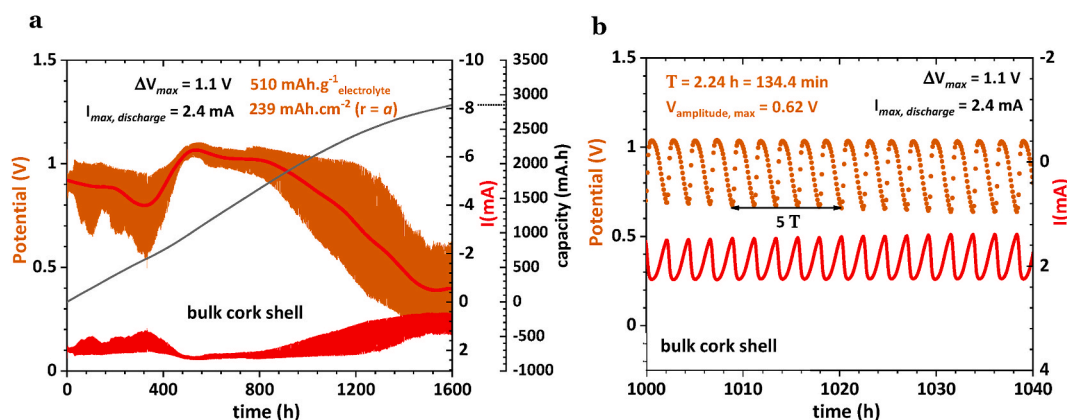 a
ΔVmax = 1.1 V
510 mAh.g-1electrolyte
Imax, discharge = 2.4 mA
239 mAh.cm-2 (r = a)
bulk cork shell
Potential (V)
1.5
1
0.5
0
I(mA)
-10
-8
-6
-4
-2
0
2
capacity (mA.h)
3500
3000
2500
2000
1500
1000
500
0
-500
-1000
0 400 800 1200 1600
time (h)
b
T = 2.24 h = 134.4 min
ΔVmax = 1.1 V
Vamplitude, max = 0.62 V
Imax, discharge = 2.4 mA
5 T
bulk cork shell
Potential (V)
1.5
1
0.5
0
I(mA)
-2
0
2
4
1000 1010 1020 1030 1040
time (h)